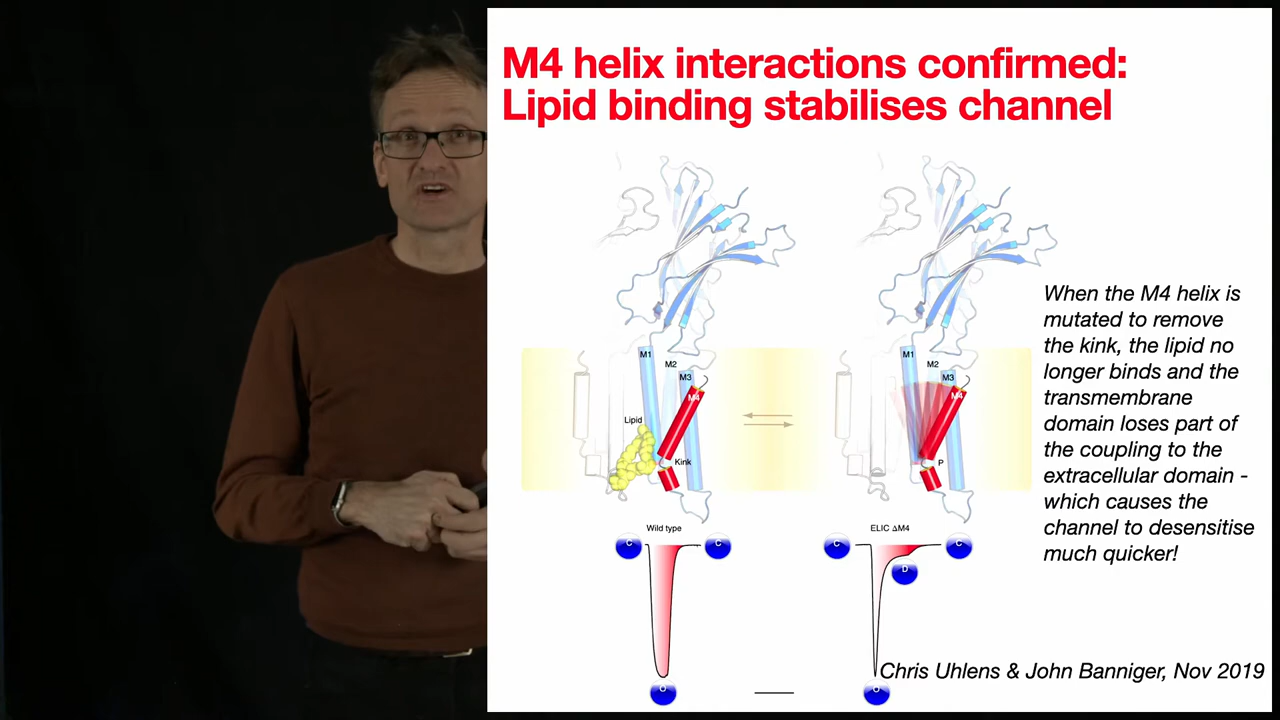 M4 helix interactions confirmed:
Lipid binding stabilises channel
M1
M2
M3
M4
Lipid
Kink
M1
M2
M3
M4
P
When the M4 helix is
mutated to remove
the kink, the lipid no
longer binds and the
transmembrane
domain loses part of
the coupling to the
extracellular domain -
which causes the
channel to desensitise
much quicker!
Wild type
ELIC ΔM4
C
C
C
C
D
O
O
Chris Uhlens & John Banniger, Nov 2019